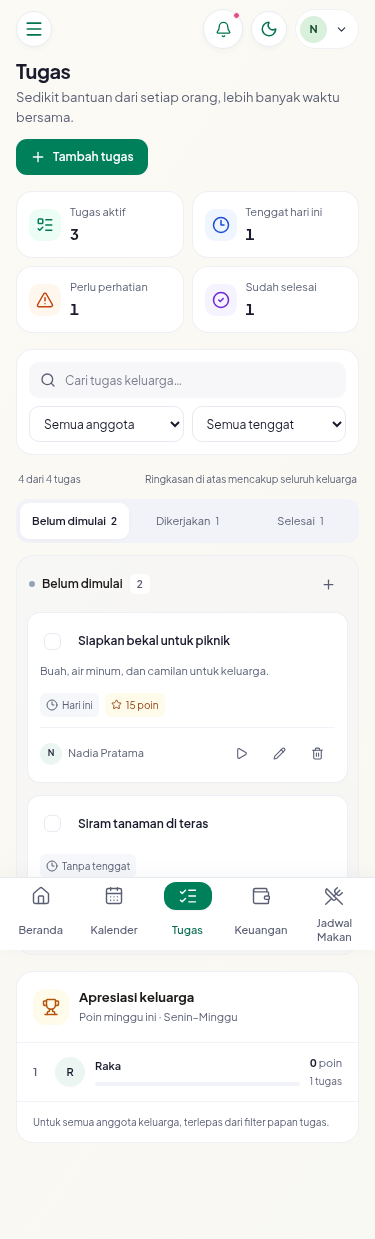 N
Tugas
Sedikit bantuan dari setiap orang, lebih banyak waktu
bersama.
Tambah tugas
Tugas aktif
3
Tenggat hari ini
1
Perlu perhatian
1
Sudah selesai
1
Cari tugas keluarga…
Semua anggota
Semua tenggat
4 dari 4 tugas
Ringkasan di atas mencakup seluruh keluarga
Belum dimulai 2
Dikerjakan 1
Selesai 1
Belum dimulai 2
Siapkan bekal untuk piknik
Buah, air minum, dan camilan untuk keluarga.
Hari ini
15 poin
N Nadia Pratama
Siram tanaman di teras
Tanpa tenggat
Beranda
Kalender
Tugas
Keuangan
Jadwal
Makan
Apresiasi keluarga
Poin minggu ini · Senin–Minggu
1 R Raka
0 poin
1 tugas
Untuk semua anggota keluarga, terlepas dari filter papan tugas.